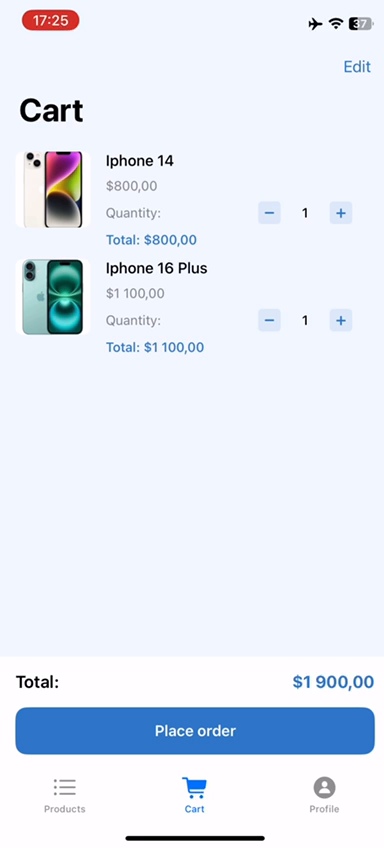 17:25
37
Edit
Cart
Iphone 14
$800,00
Quantity:
− 1 +
Total: $800,00
Iphone 16 Plus
$1 100,00
Quantity:
− 1 +
Total: $1 100,00
Total: $1 900,00
Place order
Products Cart Profile